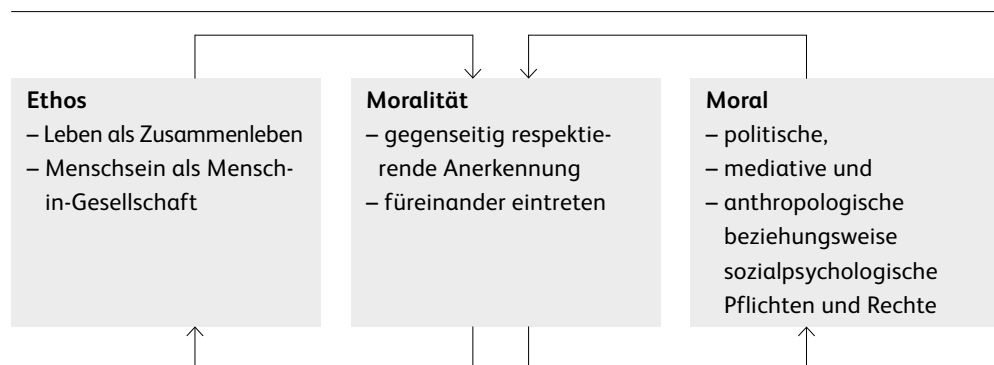 Ethos
– Leben als Zusammenleben
– Menschsein als Mensch-
in-Gesellschaft
Moralität
– gegenseitig respektie-
rende Anerkennung
– füreinander eintreten
Moral
– politische,
– mediative und
– anthropologische
beziehungsweise
sozialpsychologische
Pflichten und Rechte